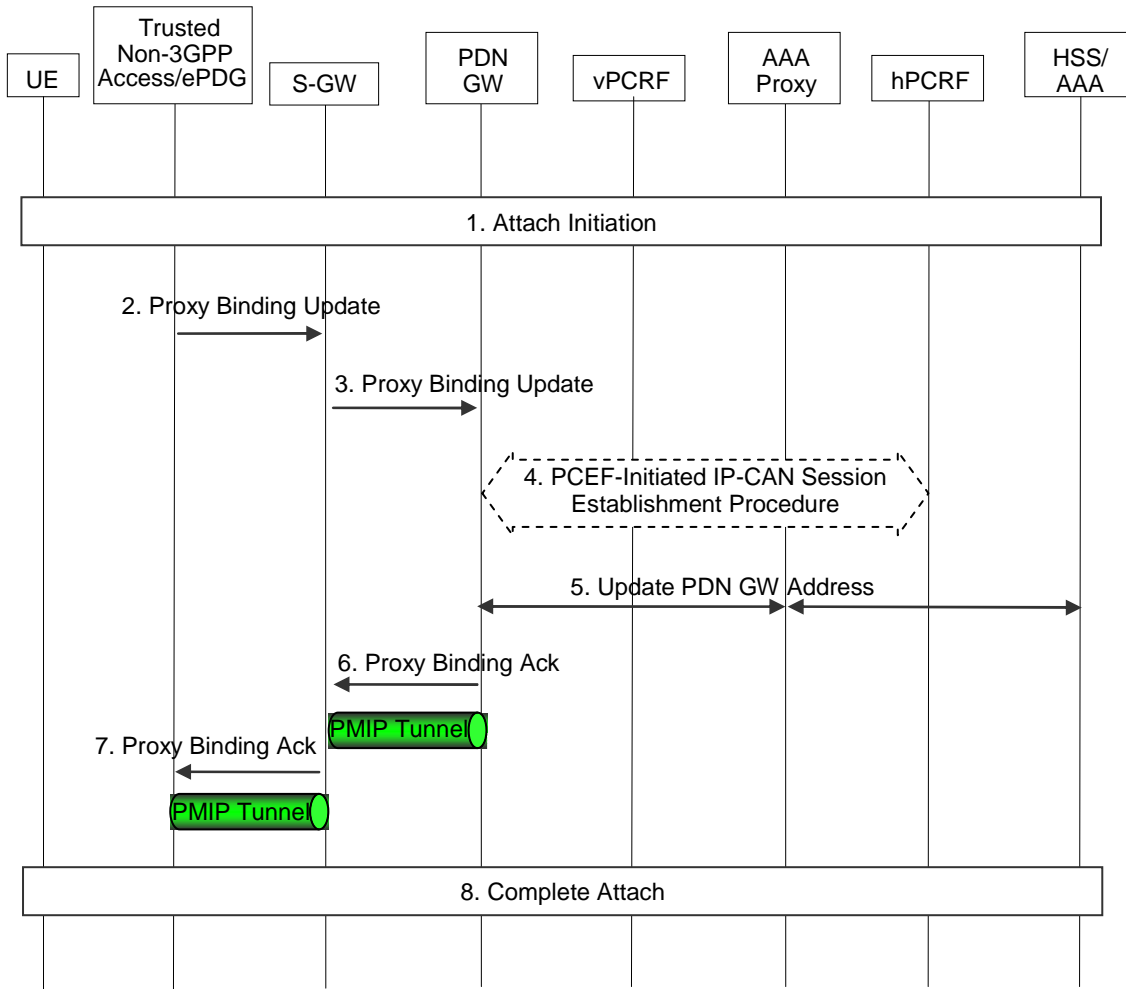 UE
Trusted
Non-3GPP
Access/ePDG
S-GW
PDN
GW
vPCRF
AAA
Proxy
hPCRF
HSS/
AAA
1. Attach Initiation
2. Proxy Binding Update
3. Proxy Binding Update
4. PCEF-Initiated IP-CAN Session
Establishment Procedure
5. Update PDN GW Address
6. Proxy Binding Ack
PMIP Tunnel
7. Proxy Binding Ack
PMIP Tunnel
8. Complete Attach